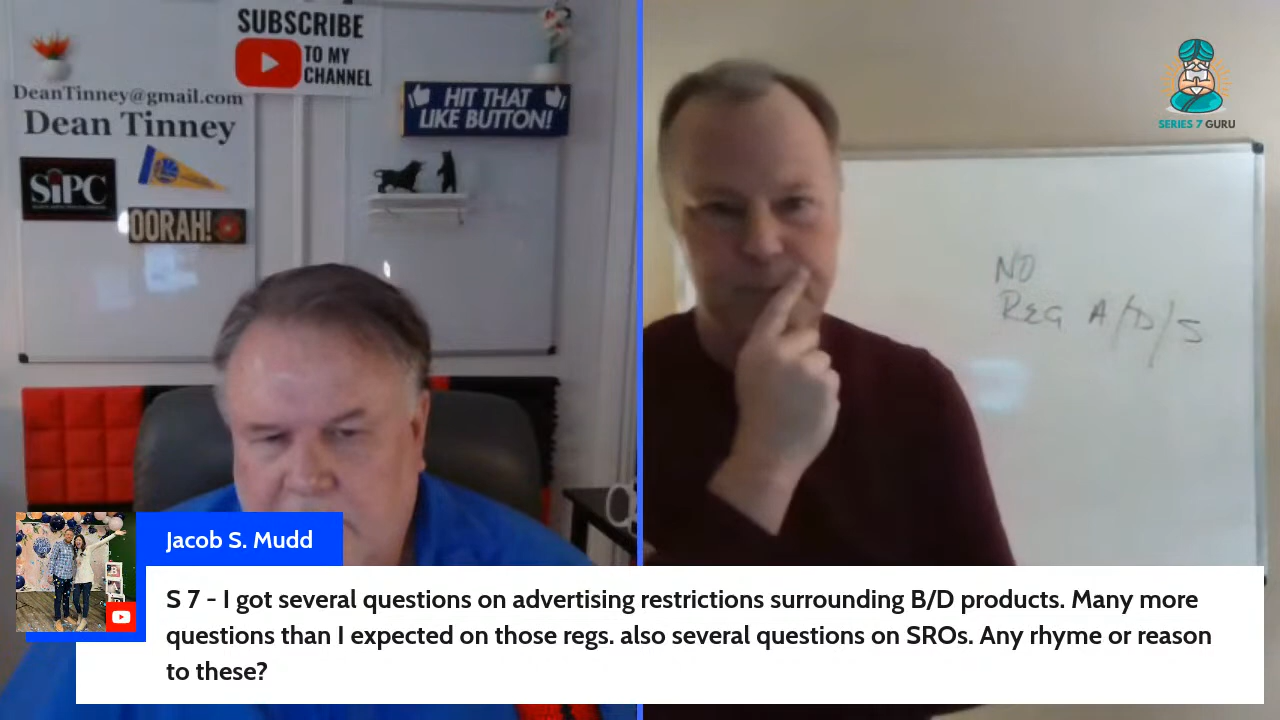 SUBSCRIBE
TO MY
CHANNEL
DeanTinney@gmail.com
Dean Tinney
HIT THAT
LIKE BUTTON!
SiPC
OORAH!
SERIES 7 GURU
NO
REG A/D/S
Jacob S. Mudd
S 7 - I got several questions on advertising restrictions surrounding B/D products. Many more
questions than I expected on those regs. also several questions on SROs. Any rhyme or reason
to these?